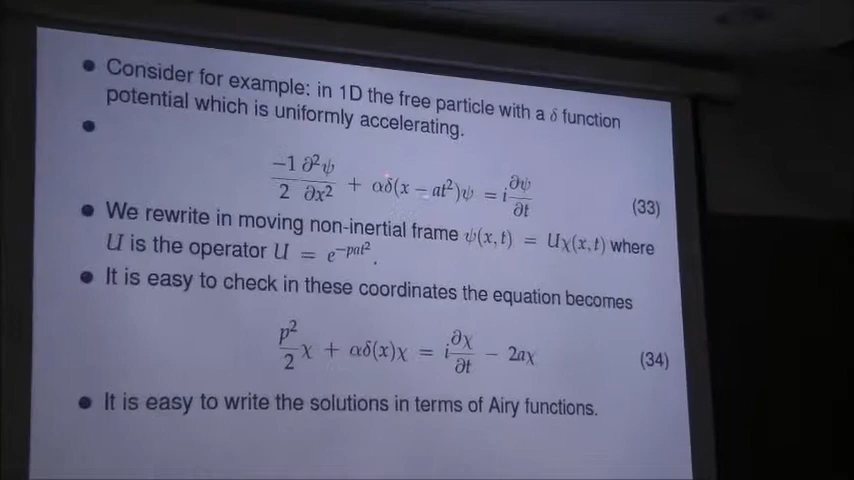 • Consider for example: in 1D the free particle with a δ function
potential which is uniformly accelerating.
•
-1/2 ∂²ψ/∂x² + αδ(x − at²)ψ = i ∂ψ/∂t (33)
• We rewrite in moving non-inertial frame ψ(x,t) = Uχ(x,t) where
U is the operator U = e^{−pat²}.
• It is easy to check in these coordinates the equation becomes
p²/2 χ + αδ(x)χ = i ∂χ/∂t − 2aχ (34)
• It is easy to write the solutions in terms of Airy functions.